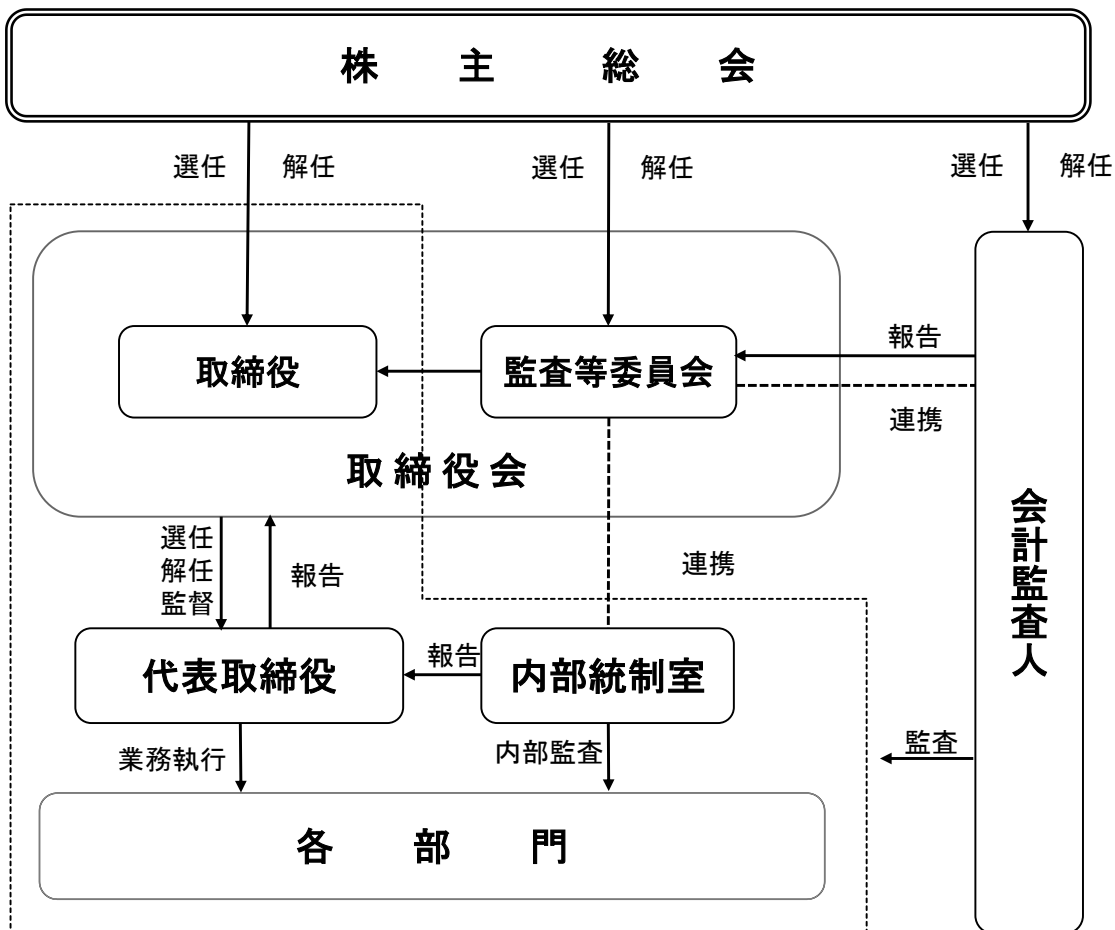 株主総会
選任 解任
選任 解任
選任 解任
取締役
監査等委員会
報告
連携
取締役会
会計監査人
選任
解任
監督
報告
連携
代表取締役
報告
内部統制室
業務執行
内部監査
監査
各部門